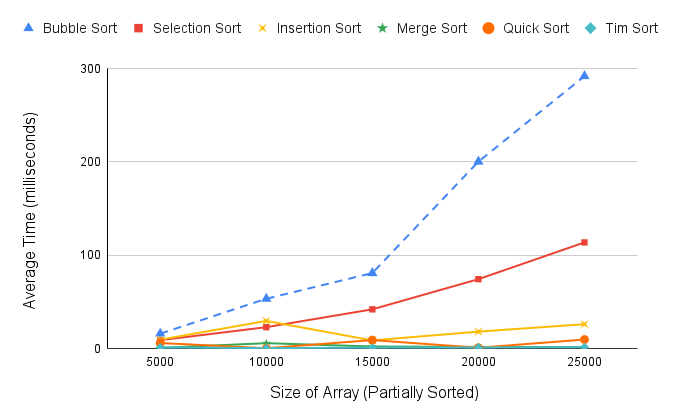 Bubble Sort Selection Sort Insertion Sort Merge Sort Quick Sort Tim Sort
Average Time (milliseconds)
300
200
100
0
5000 10000 15000 20000 25000
Size of Array (Partially Sorted)